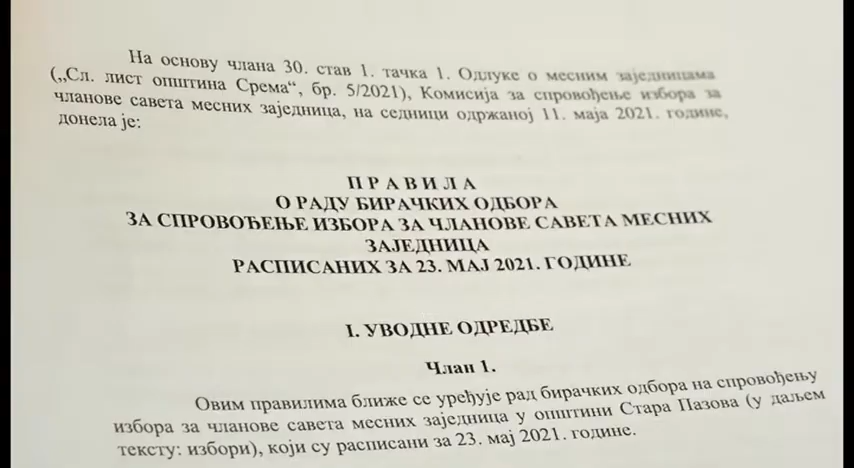 На основу члана 30. став 1. тачка 1. Одлуке о месним заједницама
(„Сл. лист општина Срема“, бр. 5/2021), Комисија за спровођење избора за
чланове савета месних заједница, на седници одржаној 11. маја 2021. године,
донела је:
П Р А В И Л А
О РАДУ БИРАЧКИХ ОДБОРА
ЗА СПРОВОЂЕЊЕ ИЗБОРА ЗА ЧЛАНОВЕ САВЕТА МЕСНИХ
ЗАЈЕДНИЦА
РАСПИСАНИХ ЗА 23. МАЈ 2021. ГОДИНЕ
I. УВОДНЕ ОДРЕДБЕ
Члан 1.
Овим правилима ближе се уређује рад бирачких одбора на спровођењу
избора за чланове савета месних заједница у општини Стара Пазова (у даљем
тексту: избори), који су расписани за 23. мај 2021. године.